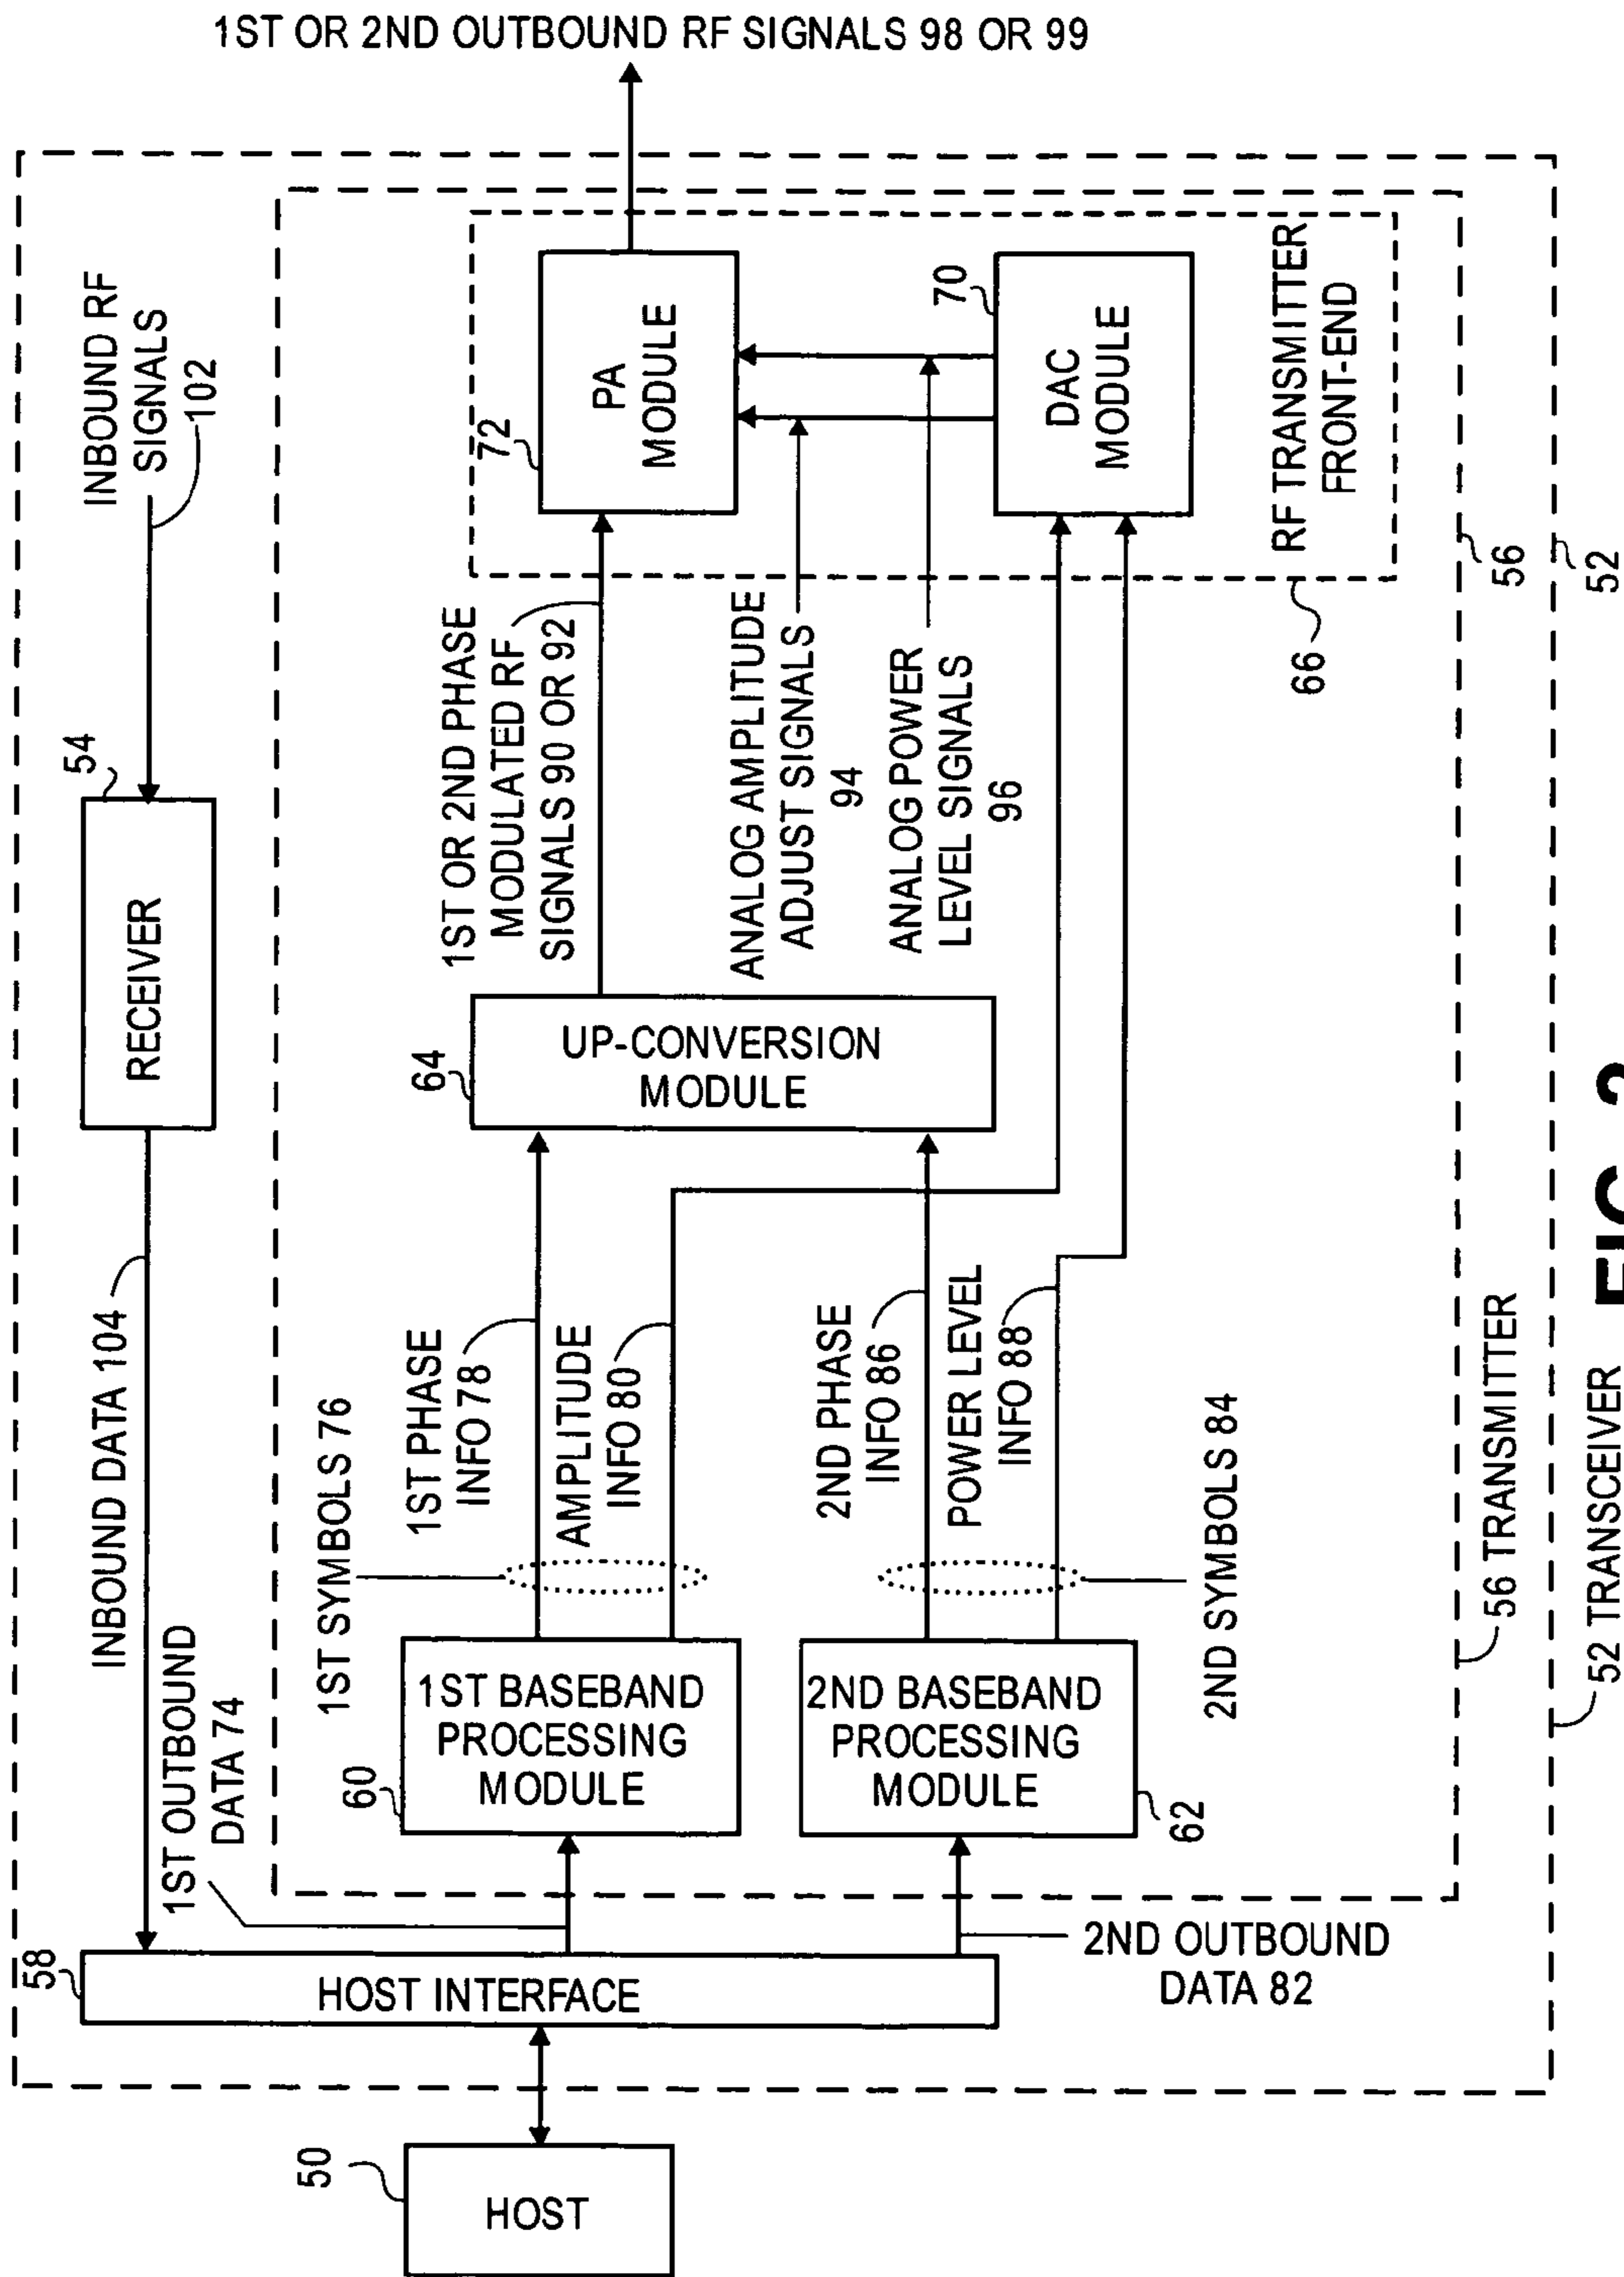 1ST OR 2ND OUTBOUND RF SIGNALS 98 OR 99
INBOUND RF
SIGNALS
102
54
RECEIVER
INBOUND DATA 104
1ST OUTBOUND
DATA 74
58
HOST INTERFACE
50
HOST
2ND OUTBOUND
DATA 82
60
1ST BASEBAND
PROCESSING
MODULE
2ND BASEBAND
PROCESSING
MODULE
62
1ST SYMBOLS 76
1ST PHASE
INFO 78
AMPLITUDE
INFO 80
2ND PHASE
INFO 86
POWER LEVEL
INFO 88
2ND SYMBOLS 84
64
UP-CONVERSION
MODULE
1ST OR 2ND PHASE
MODULATED RF
SIGNALS 90 OR 92
ANALOG AMPLITUDE
ADJUST SIGNALS
94
ANALOG POWER
LEVEL SIGNALS
96
72
PA
MODULE
70
DAC
MODULE
RF TRANSMITTER
FRONT-END
66
56
52
56 TRANSMITTER
52 TRANSCEIVER